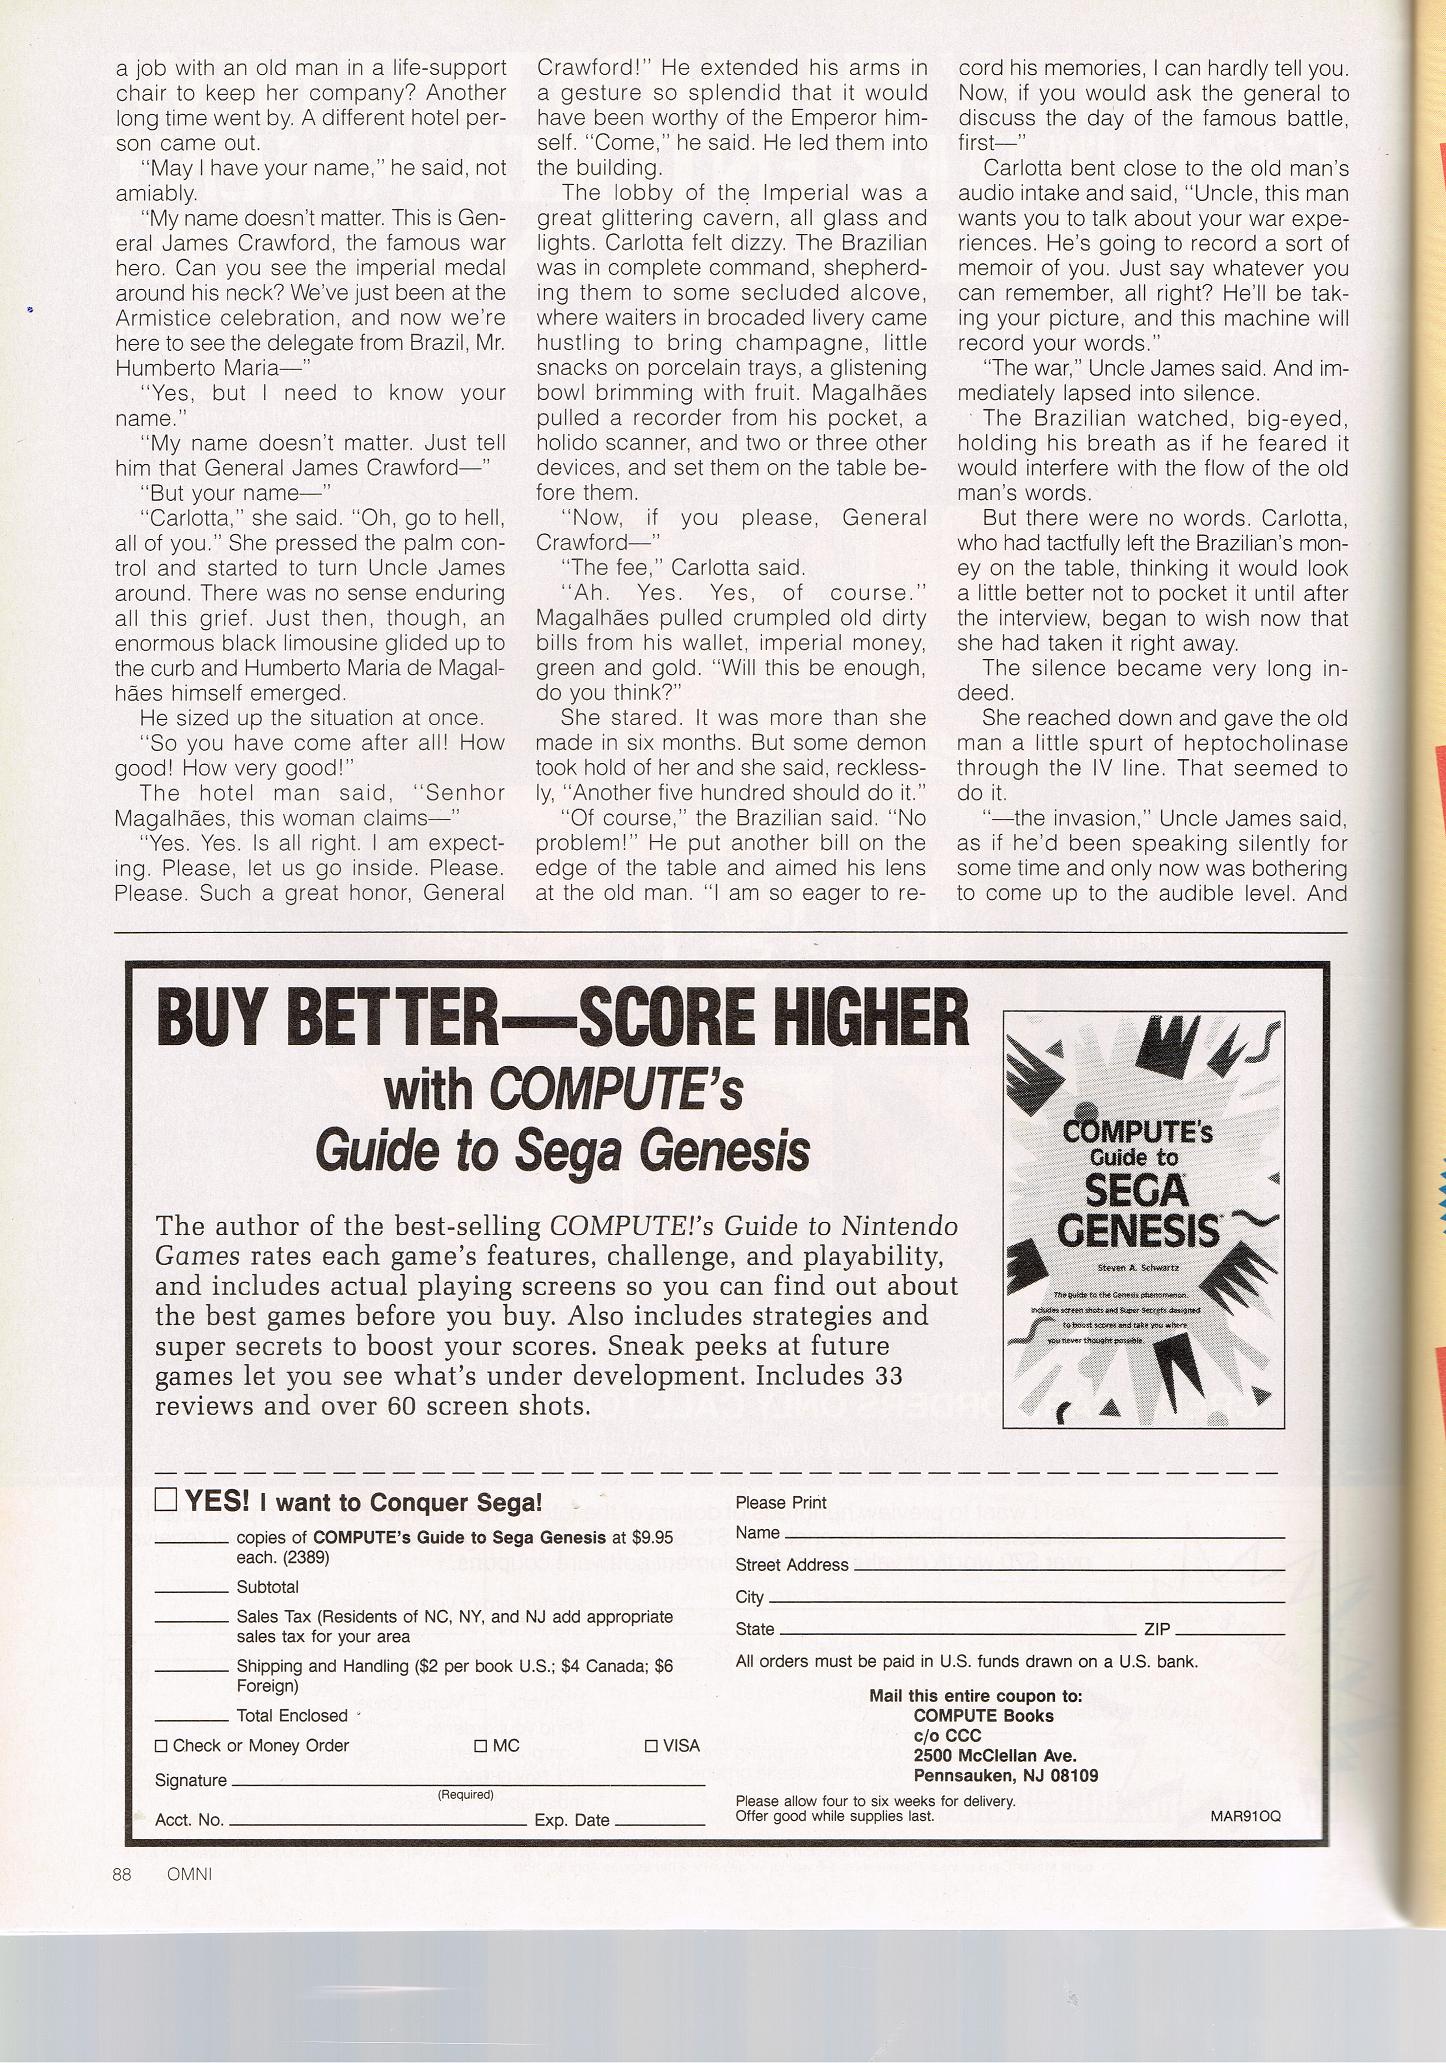 a job with an old man in a life-support
chair to keep her company? Another
long time went by. A different hotel per-
son came out.
"May I have your name," he said, not
amiably.
"My name doesn't matter. This is Gen-
eral James Crawford, the famous war
hero. Can you see the imperial medal
around his neck? We've just been at the
Armistice celebration, and now we're
here to see the delegate from Brazil, Mr.
Humberto Maria—"
"Yes, but I need to know your
name."
"My name doesn't matter. Just tell
him that General James Crawford—"
"But your name—"
"Carlotta," she said. "Oh, go to hell,
all of you." She pressed the palm con-
trol and started to turn Uncle James
around. There was no sense enduring
all this grief. Just then, though, an
enormous black limousine glided up to
the curb and Humberto Maria de Magal-
hães himself emerged.
He sized up the situation at once.
"So you have come after all! How
good! How very good!"
The hotel man said, "Senhor
Magalhães, this woman claims—"
"Yes. Yes. Is all right. I am expect-
ing. Please, let us go inside. Please.
Please. Such a great honor, General
Crawford!" He extended his arms in
a gesture so splendid that it would
have been worthy of the Emperor him-
self. "Come," he said. He led them into
the building.
The lobby of the Imperial was a
great glittering cavern, all glass and
lights. Carlotta felt dizzy. The Brazilian
was in complete command, shepherd-
ing them to some secluded alcove,
where waiters in brocaded livery came
hustling to bring champagne, little
snacks on porcelain trays, a glistening
bowl brimming with fruit. Magalhães
pulled a recorder from his pocket, a
holido scanner, and two or three other
devices, and set them on the table be-
fore them.
"Now, if you please, General
Crawford—"
"The fee," Carlotta said.
"Ah. Yes. Yes, of course."
Magalhães pulled crumpled old dirty
bills from his wallet, imperial money,
green and gold. "Will this be enough,
do you think?"
She stared. It was more than she
made in six months. But some demon
took hold of her and she said, reckless-
ly, "Another five hundred should do it."
"Of course," the Brazilian said. "No
problem!" He put another bill on the
edge of the table and aimed his lens
at the old man. "I am so eager to re-
cord his memories, I can hardly tell you.
Now, if you would ask the general to
discuss the day of the famous battle,
first—"
Carlotta bent close to the old man's
audio intake and said, "Uncle, this man
wants you to talk about your war expe-
riences. He's going to record a sort of
memoir of you. Just say whatever you
can remember, all right? He'll be tak-
ing your picture, and this machine will
record your words."
"The war," Uncle James said. And im-
mediately lapsed into silence.
The Brazilian watched, big-eyed,
holding his breath as if he feared it
would interfere with the flow of the old
man's words.
But there were no words. Carlotta,
who had tactfully left the Brazilian's mon-
ey on the table, thinking it would look
a little better not to pocket it until after
the interview, began to wish now that
she had taken it right away.
The silence became very long in-
deed.
She reached down and gave the old
man a little spurt of heptocholinase
through the IV line. That seemed to
do it.
"—the invasion," Uncle James said,
as if he'd been speaking silently for
some time and only now was bothering
to come up to the audible level. And
BUY BETTER—SCORE HIGHER
with COMPUTE's
Guide to Sega Genesis
The author of the best-selling COMPUTE!'s Guide to Nintendo
Games rates each game's features, challenge, and playability,
and includes actual playing screens so you can find out about
the best games before you buy. Also includes strategies and
super secrets to boost your scores. Sneak peeks at future
games let you see what's under development. Includes 33
reviews and over 60 screen shots.
COMPUTE's
Guide to
SEGA
GENESIS
Steven A. Schwartz
The guide to the Genesis phenomenon.
Includes screen shots and Super Secrets designed
to boost scores and take you where
you never thought possible.
YES! I want to Conquer Sega!
copies of COMPUTE's Guide to Sega Genesis at $9.95
each. (2389)
Subtotal
Sales Tax (Residents of NC, NY, and NJ add appropriate
sales tax for your area
Shipping and Handling ($2 per book U.S.; $4 Canada; $6
Foreign)
Total Enclosed
Check or Money Order MC VISA
Signature
(Required)
Acct. No. Exp. Date
Please Print
Name
Street Address
City
State ZIP
All orders must be paid in U.S. funds drawn on a U.S. bank.
Mail this entire coupon to:
COMPUTE Books
c/o CCC
2500 McClellan Ave.
Pennsauken, NJ 08109
Please allow four to six weeks for delivery.
Offer good while supplies last.
MAR91OQ
88 OMNI